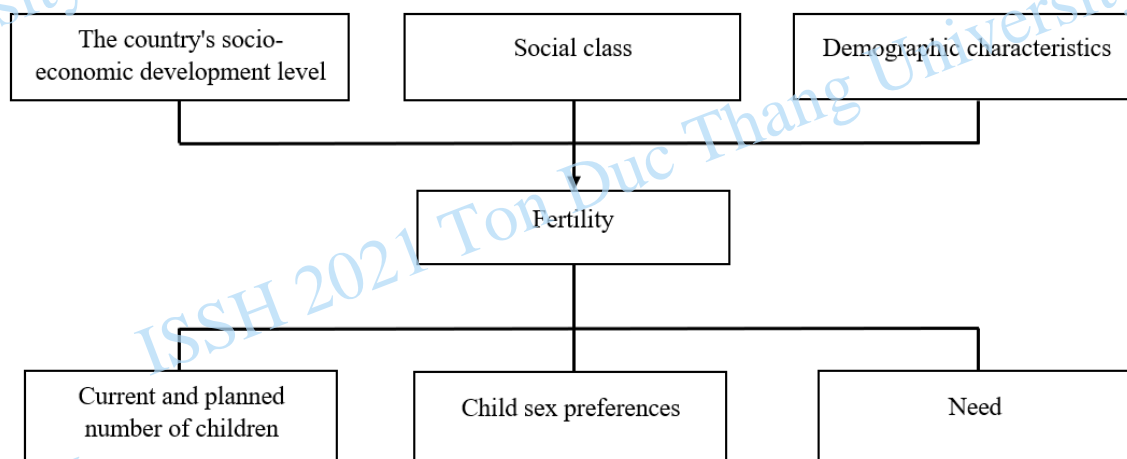 The country's socio-
economic development level
Social class
Demographic characteristics
ISSH 2021 Ton Duc Thang University
Fertility
Current and planned
number of children
Child sex preferences
Need